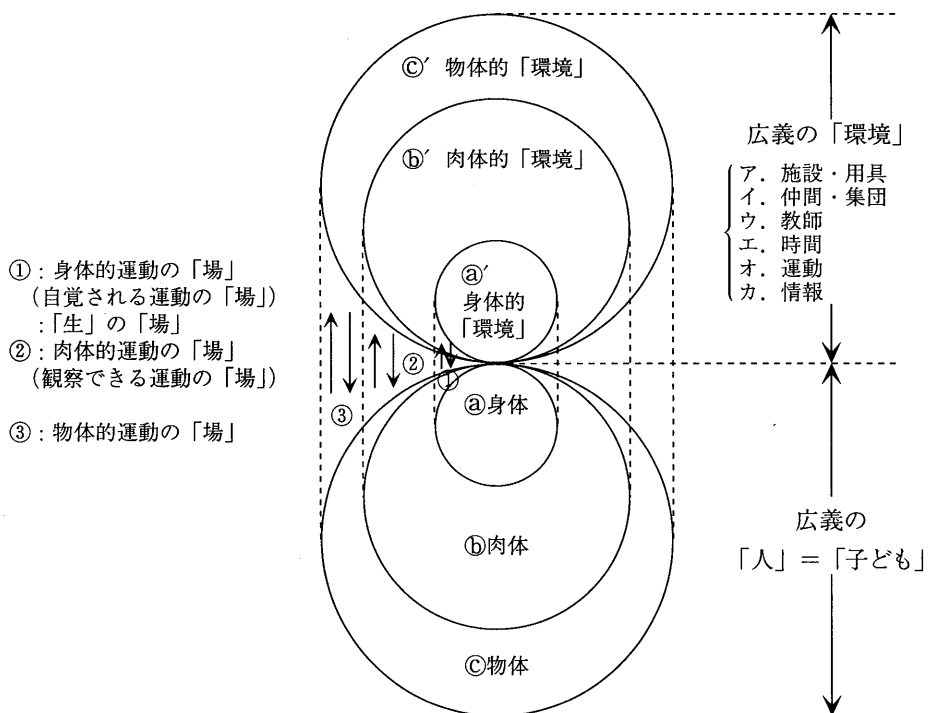 ⓒ′ 物体的「環境」
ⓑ′ 肉体的「環境」
ⓐ′
身体的
「環境」
広義の「環境」
ア．施設・用具
イ．仲間・集団
ウ．教師
エ．時間
オ．運動
カ．情報
①：身体的運動の「場」
（自覚される運動の「場」）
：「生」の「場」
②：肉体的運動の「場」
（観察できる運動の「場」）
③：物体的運動の「場」
③
②
①
ⓐ身体
ⓑ肉体
ⓒ物体
広義の
「人」＝「子ども」